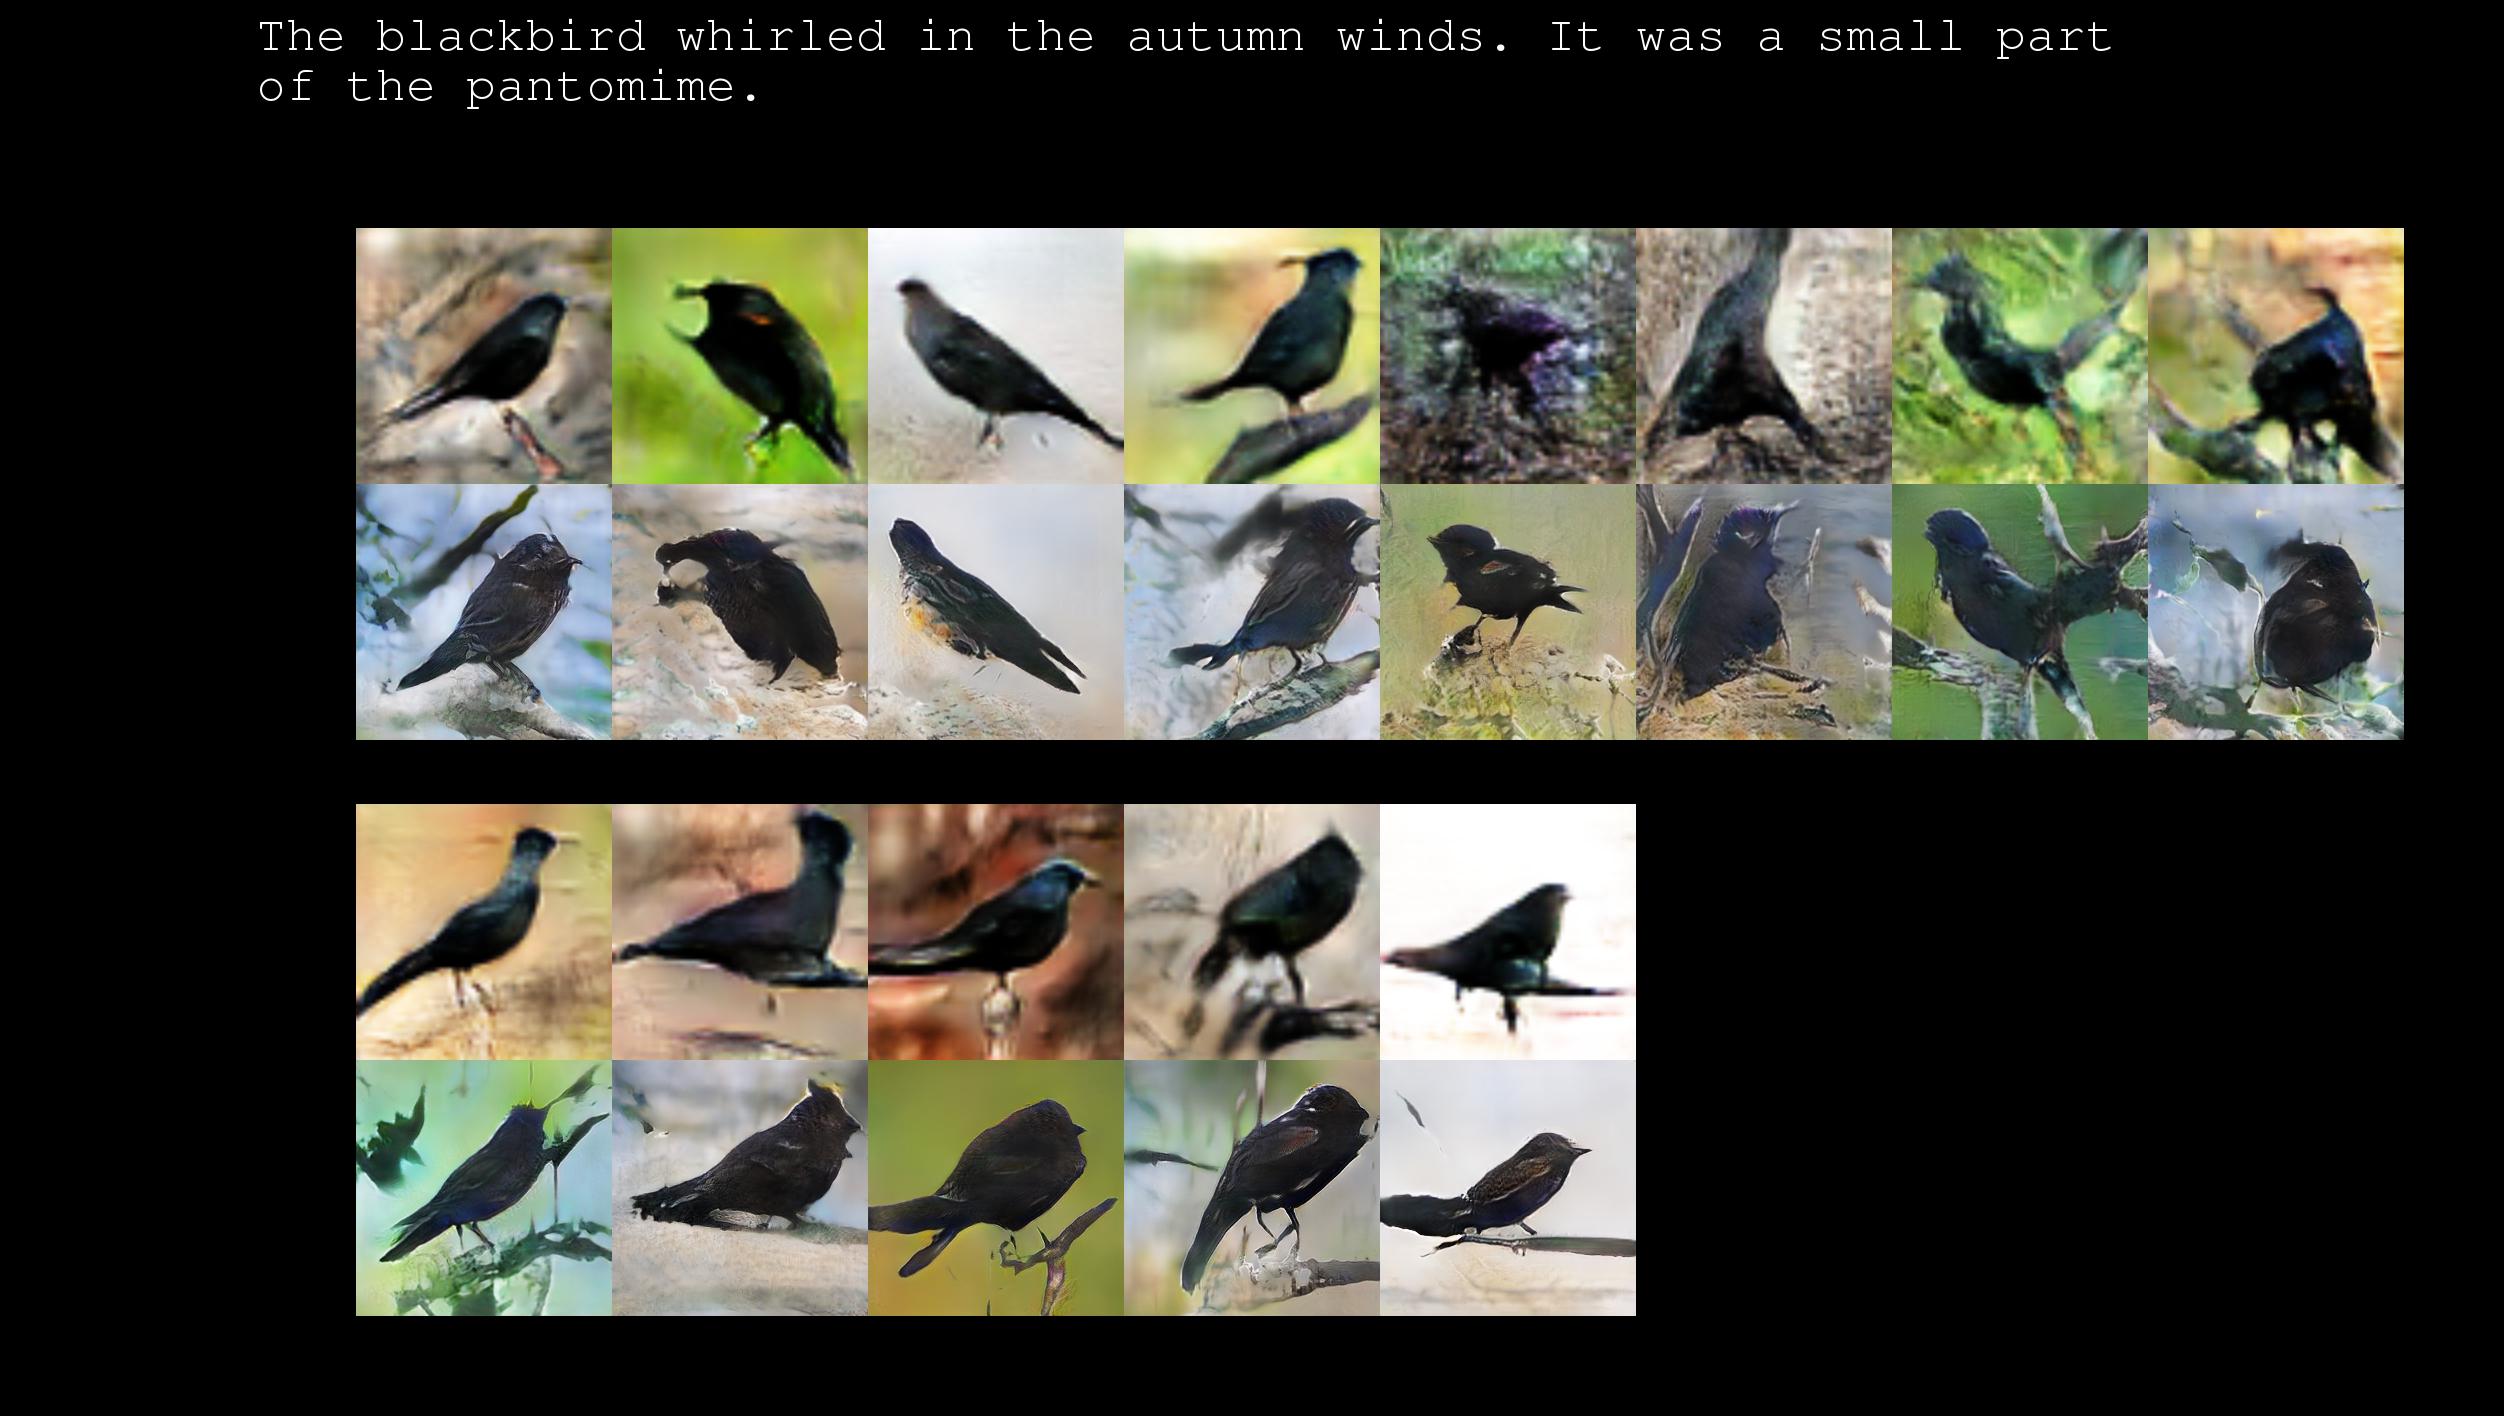 The blackbird whirled in the autumn winds. It was a small part
of the pantomime.